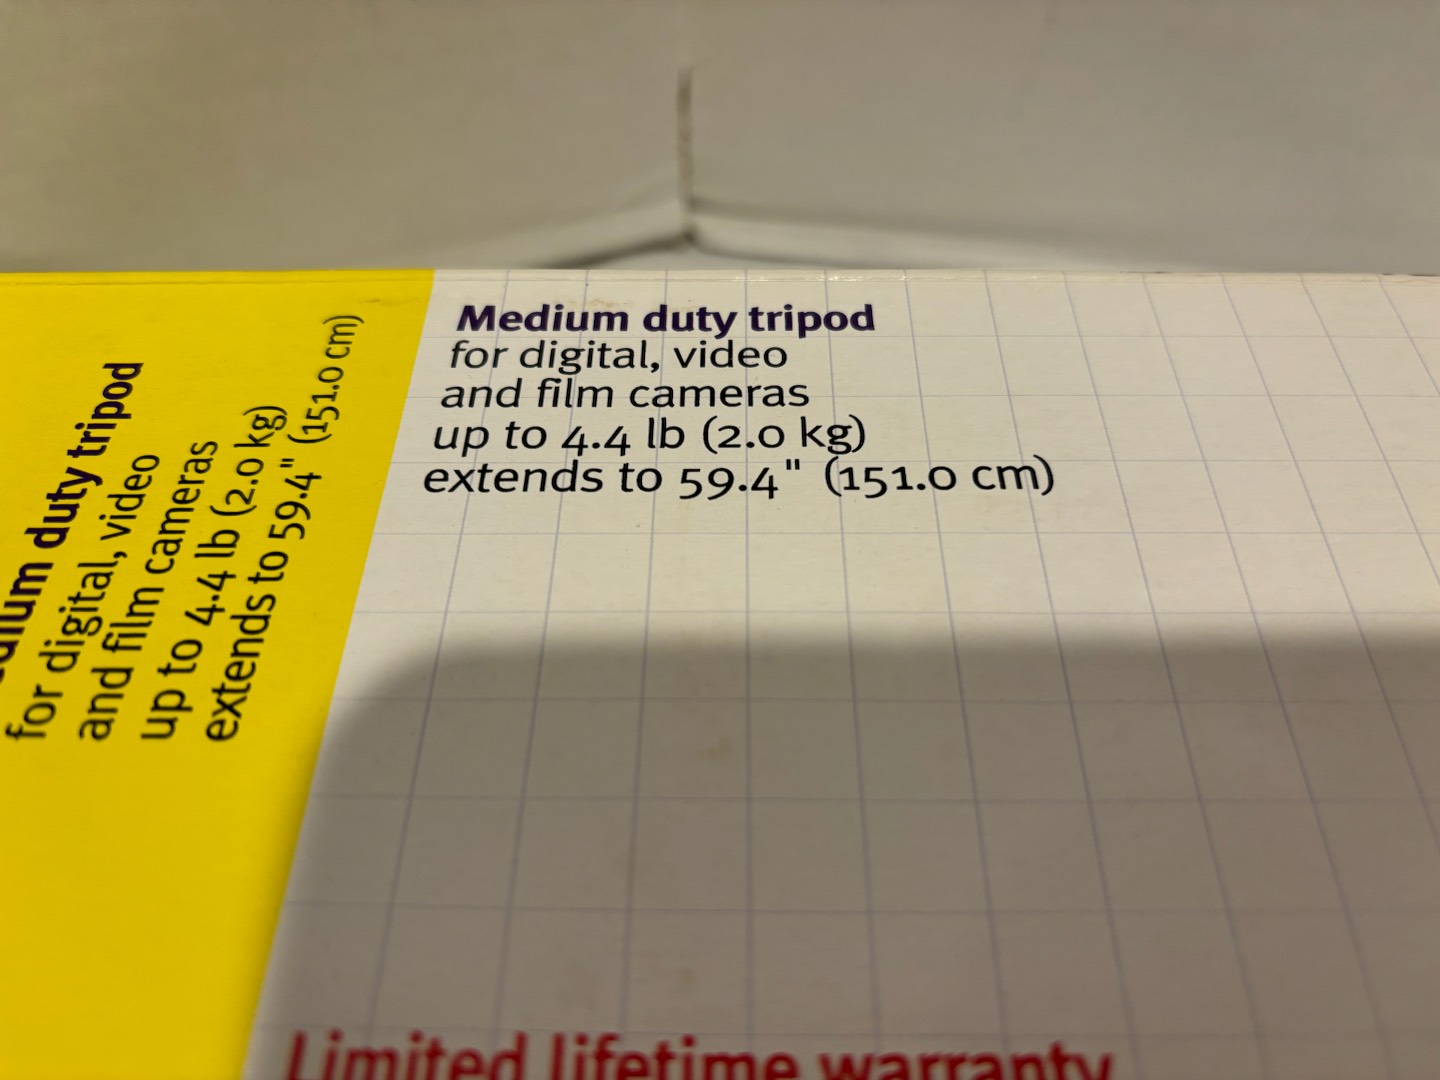 Medium duty tripod
for digital, video
and film cameras
up to 4.4 lb (2.0 kg)
extends to 59.4" (151.0 cm)
duty tripod
for digital, video
and film cameras
up to 4.4 lb (2.0 kg)
extends to 59.4" (151.0 cm)
Limited lifetime warranty